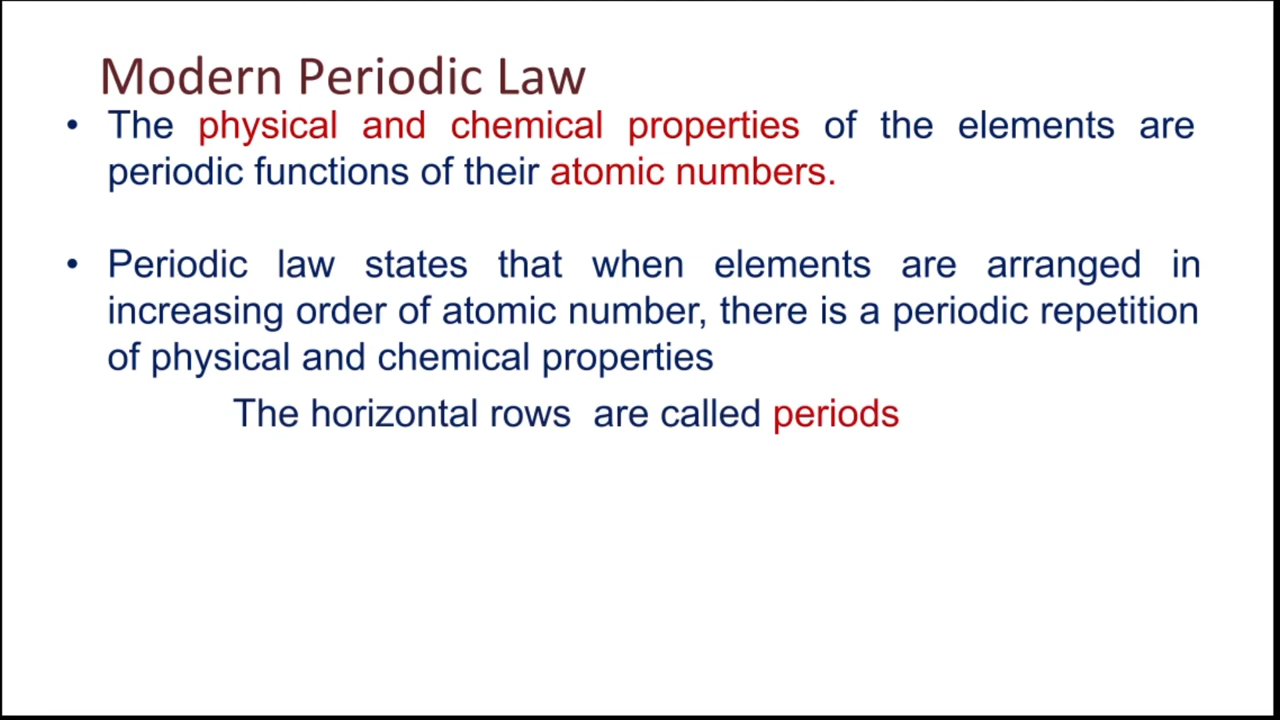 Modern Periodic Law
• The physical and chemical properties of the elements are
periodic functions of their atomic numbers.
• Periodic law states that when elements are arranged in
increasing order of atomic number, there is a periodic repetition
of physical and chemical properties
The horizontal rows are called periods